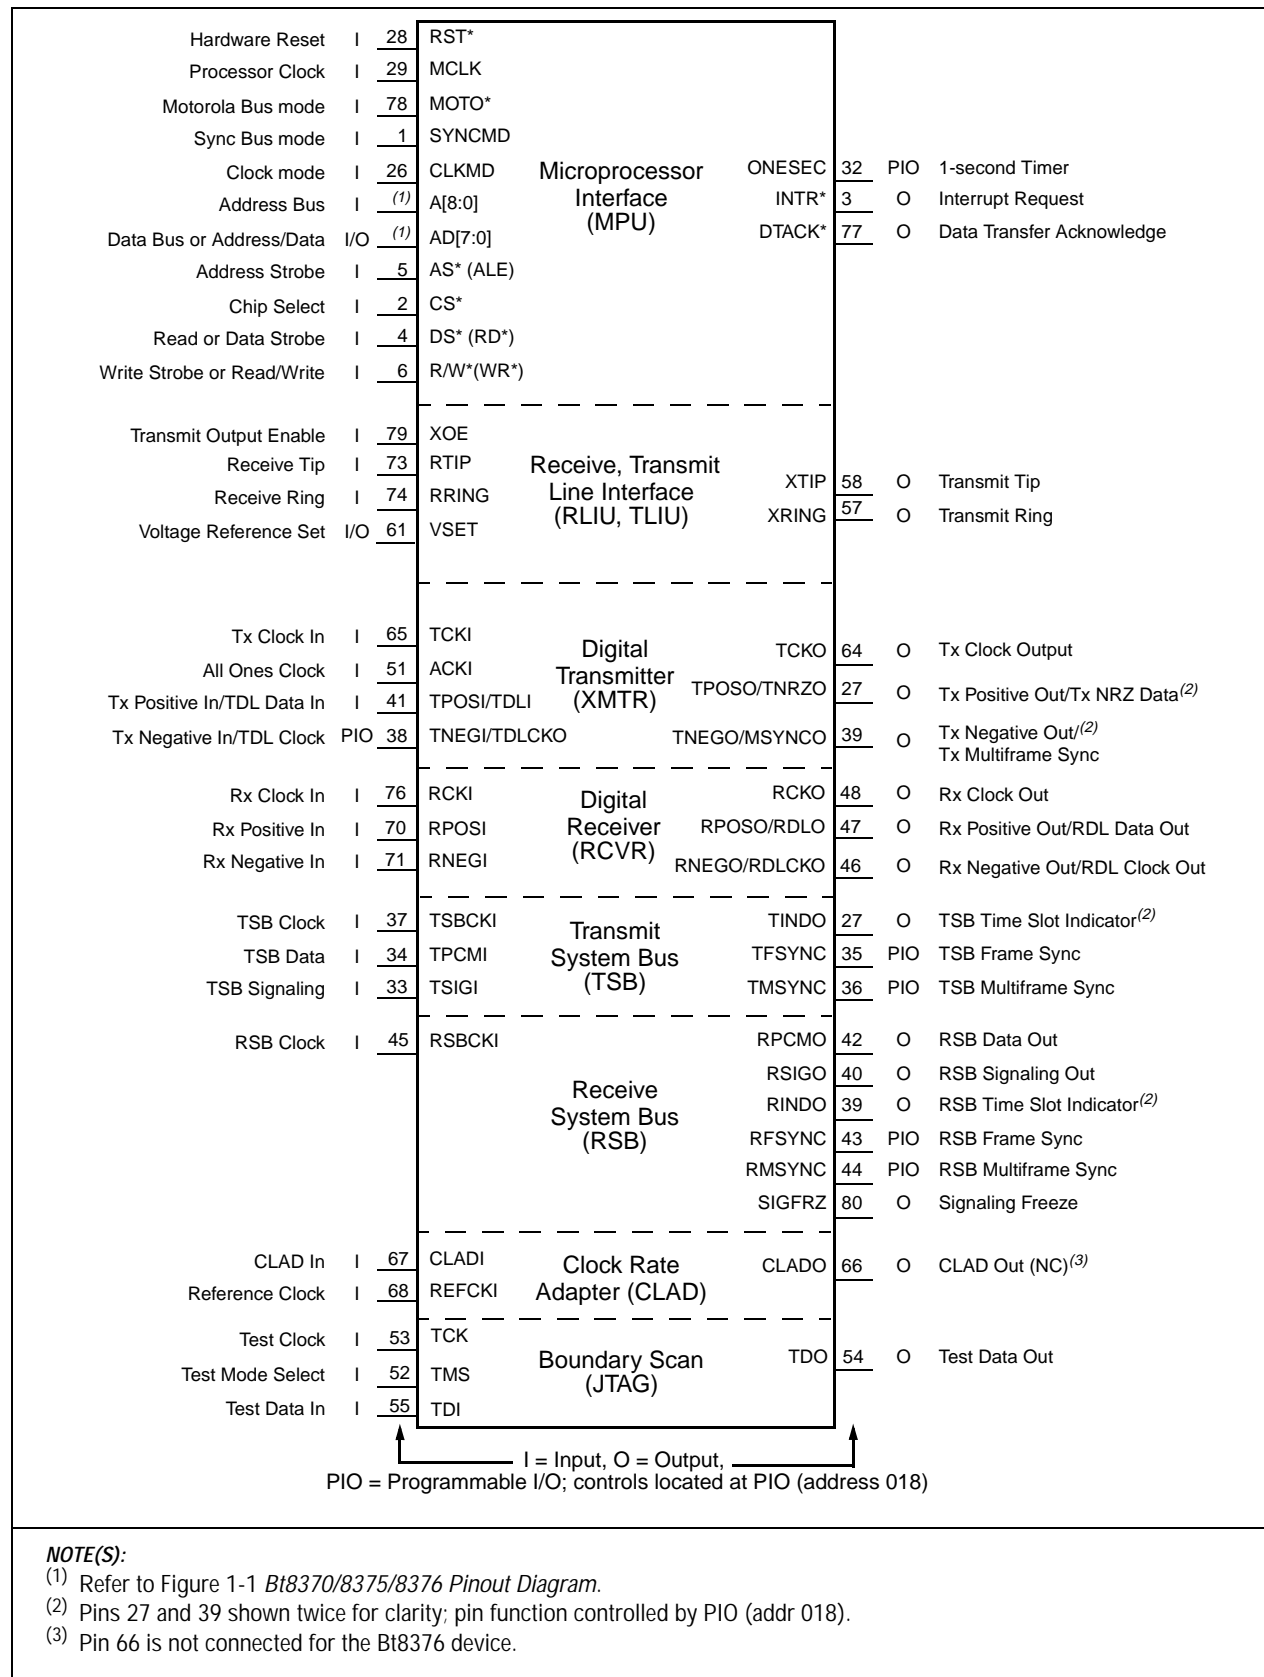 Hardware Reset I 28 RST*
Processor Clock I 29 MCLK
Motorola Bus mode I 78 MOTO*
Sync Bus mode I 1 SYNCMD
Clock mode I 26 CLKMD
Address Bus I (1) A[8:0]
Data Bus or Address/Data I/O (1) AD[7:0]
Address Strobe I 5 AS* (ALE)
Chip Select I 2 CS*
Read or Data Strobe I 4 DS* (RD*)
Write Strobe or Read/Write I 6 R/W*(WR*)
Microprocessor
Interface
(MPU)
ONESEC 32 PIO 1-second Timer
INTR* 3 O Interrupt Request
DTACK* 77 O Data Transfer Acknowledge
Transmit Output Enable I 79 XOE
Receive Tip I 73 RTIP
Receive Ring I 74 RRING
Voltage Reference Set I/O 61 VSET
Receive, Transmit
Line Interface
(RLIU, TLIU)
XTIP 58 O Transmit Tip
XRING 57 O Transmit Ring
Tx Clock In I 65 TCKI
All Ones Clock I 51 ACKI
Tx Positive In/TDL Data In I 41 TPOSI/TDLI
Tx Negative In/TDL Clock PIO 38 TNEGI/TDLCKO
Digital
Transmitter
(XMTR)
TCKO 64 O Tx Clock Output
TPOSO/TNRZO 27 O Tx Positive Out/Tx NRZ Data(2)
TNEGO/MSYNCO 39 O Tx Negative Out/(2)
Tx Multiframe Sync
Rx Clock In I 76 RCKI
Rx Positive In I 70 RPOSI
Rx Negative In I 71 RNEGI
Digital
Receiver
(RCVR)
RCKO 48 O Rx Clock Out
RPOSO/RDLO 47 O Rx Positive Out/RDL Data Out
RNEGO/RDLCKO 46 O Rx Negative Out/RDL Clock Out
TSB Clock I 37 TSBCKI
TSB Data I 34 TPCMI
TSB Signaling I 33 TSIGI
Transmit
System Bus
(TSB)
TINDO 27 O TSB Time Slot Indicator(2)
TFSYNC 35 PIO TSB Frame Sync
TMSYNC 36 PIO TSB Multiframe Sync
RSB Clock I 45 RSBCKI
Receive
System Bus
(RSB)
RPCMO 42 O RSB Data Out
RSIGO 40 O RSB Signaling Out
RINDO 39 O RSB Time Slot Indicator(2)
RFSYNC 43 PIO RSB Frame Sync
RMSYNC 44 PIO RSB Multiframe Sync
SIGFRZ 80 O Signaling Freeze
CLAD In I 67 CLADI
Reference Clock I 68 REFCKI
Clock Rate
Adapter (CLAD)
CLADO 66 O CLAD Out (NC)(3)
Test Clock I 53 TCK
Test Mode Select I 52 TMS
Test Data In I 55 TDI
Boundary Scan
(JTAG)
TDO 54 O Test Data Out
I = Input, O = Output,
PIO = Programmable I/O; controls located at PIO (address 018)
NOTE(S):
(1) Refer to Figure 1-1 Bt8370/8375/8376 Pinout Diagram.
(2) Pins 27 and 39 shown twice for clarity; pin function controlled by PIO (addr 018).
(3) Pin 66 is not connected for the Bt8376 device.